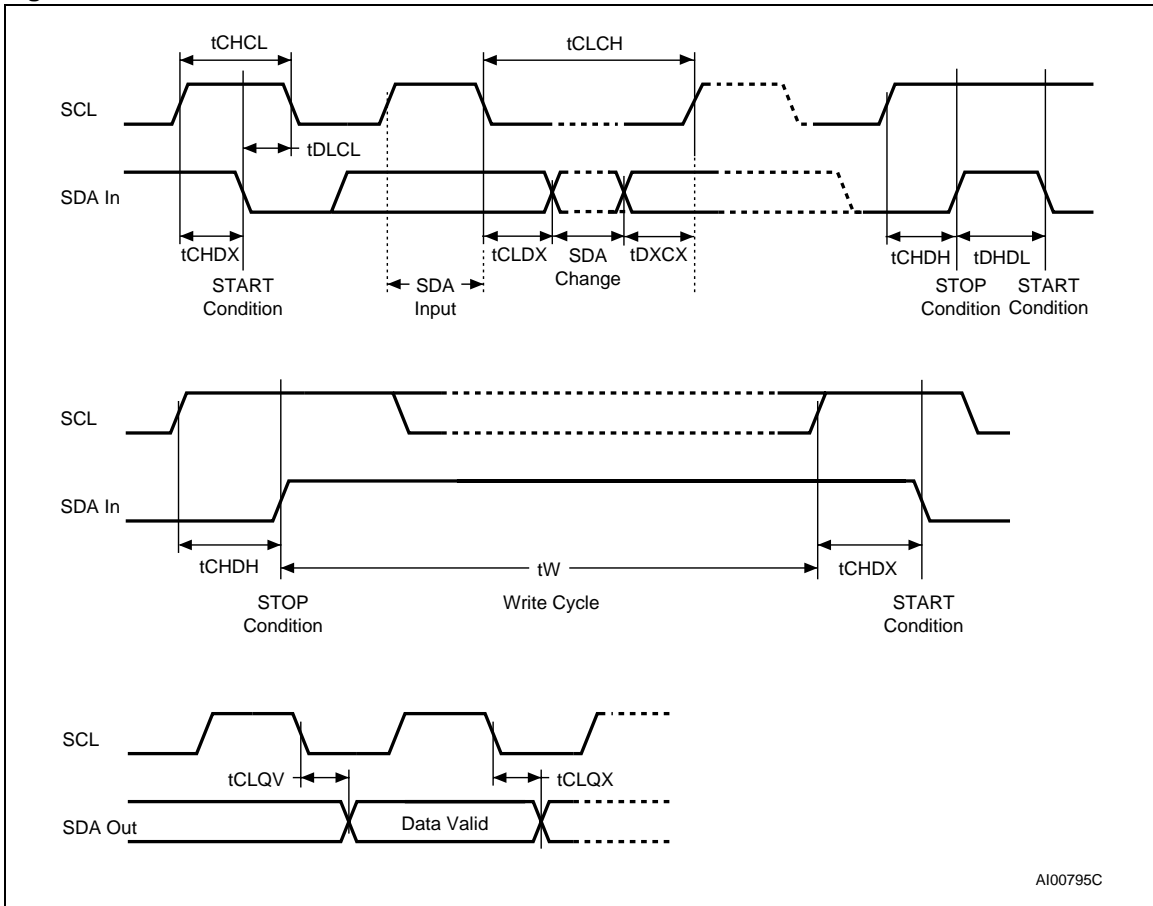 tCHCL
tCLCH
SCL
tDLCL
SDA In
tCHDX
tCLDX
SDA
Change
tDXCX
tCHDH
tDHDL
START
Condition
SDA
Input
STOP
Condition
START
Condition
SCL
SDA In
tCHDH
tW
tCHDX
STOP
Condition
Write Cycle
START
Condition
SCL
tCLQV
tCLQX
SDA Out
Data Valid
AI00795C